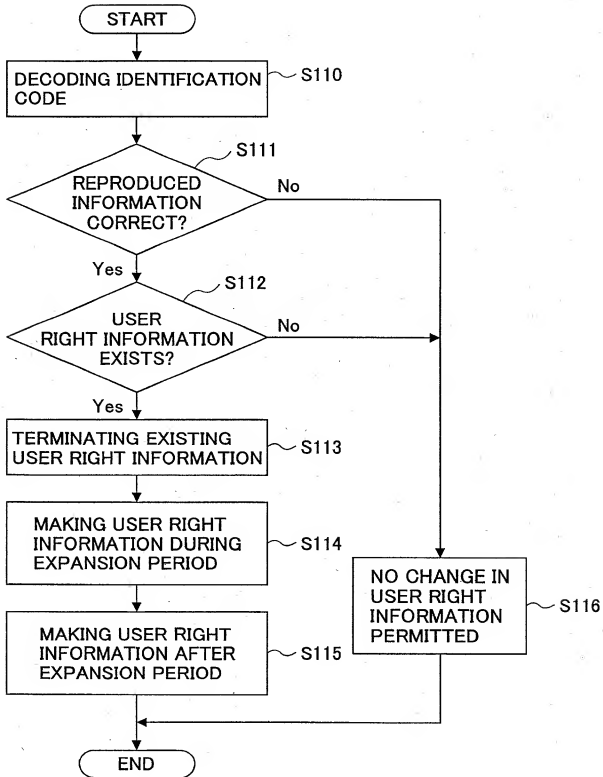 START
DECODING IDENTIFICATION
CODE
S110
S111
REPRODUCED
INFORMATION
CORRECT?
No
Yes
S112
USER
RIGHT INFORMATION
EXISTS?
No
Yes
TERMINATING EXISTING
USER RIGHT INFORMATION
S113
MAKING USER RIGHT
INFORMATION DURING
EXPANSION PERIOD
S114
NO CHANGE IN
USER RIGHT
INFORMATION
PERMITTED
S116
MAKING USER RIGHT
INFORMATION AFTER
EXPANSION PERIOD
S115
END